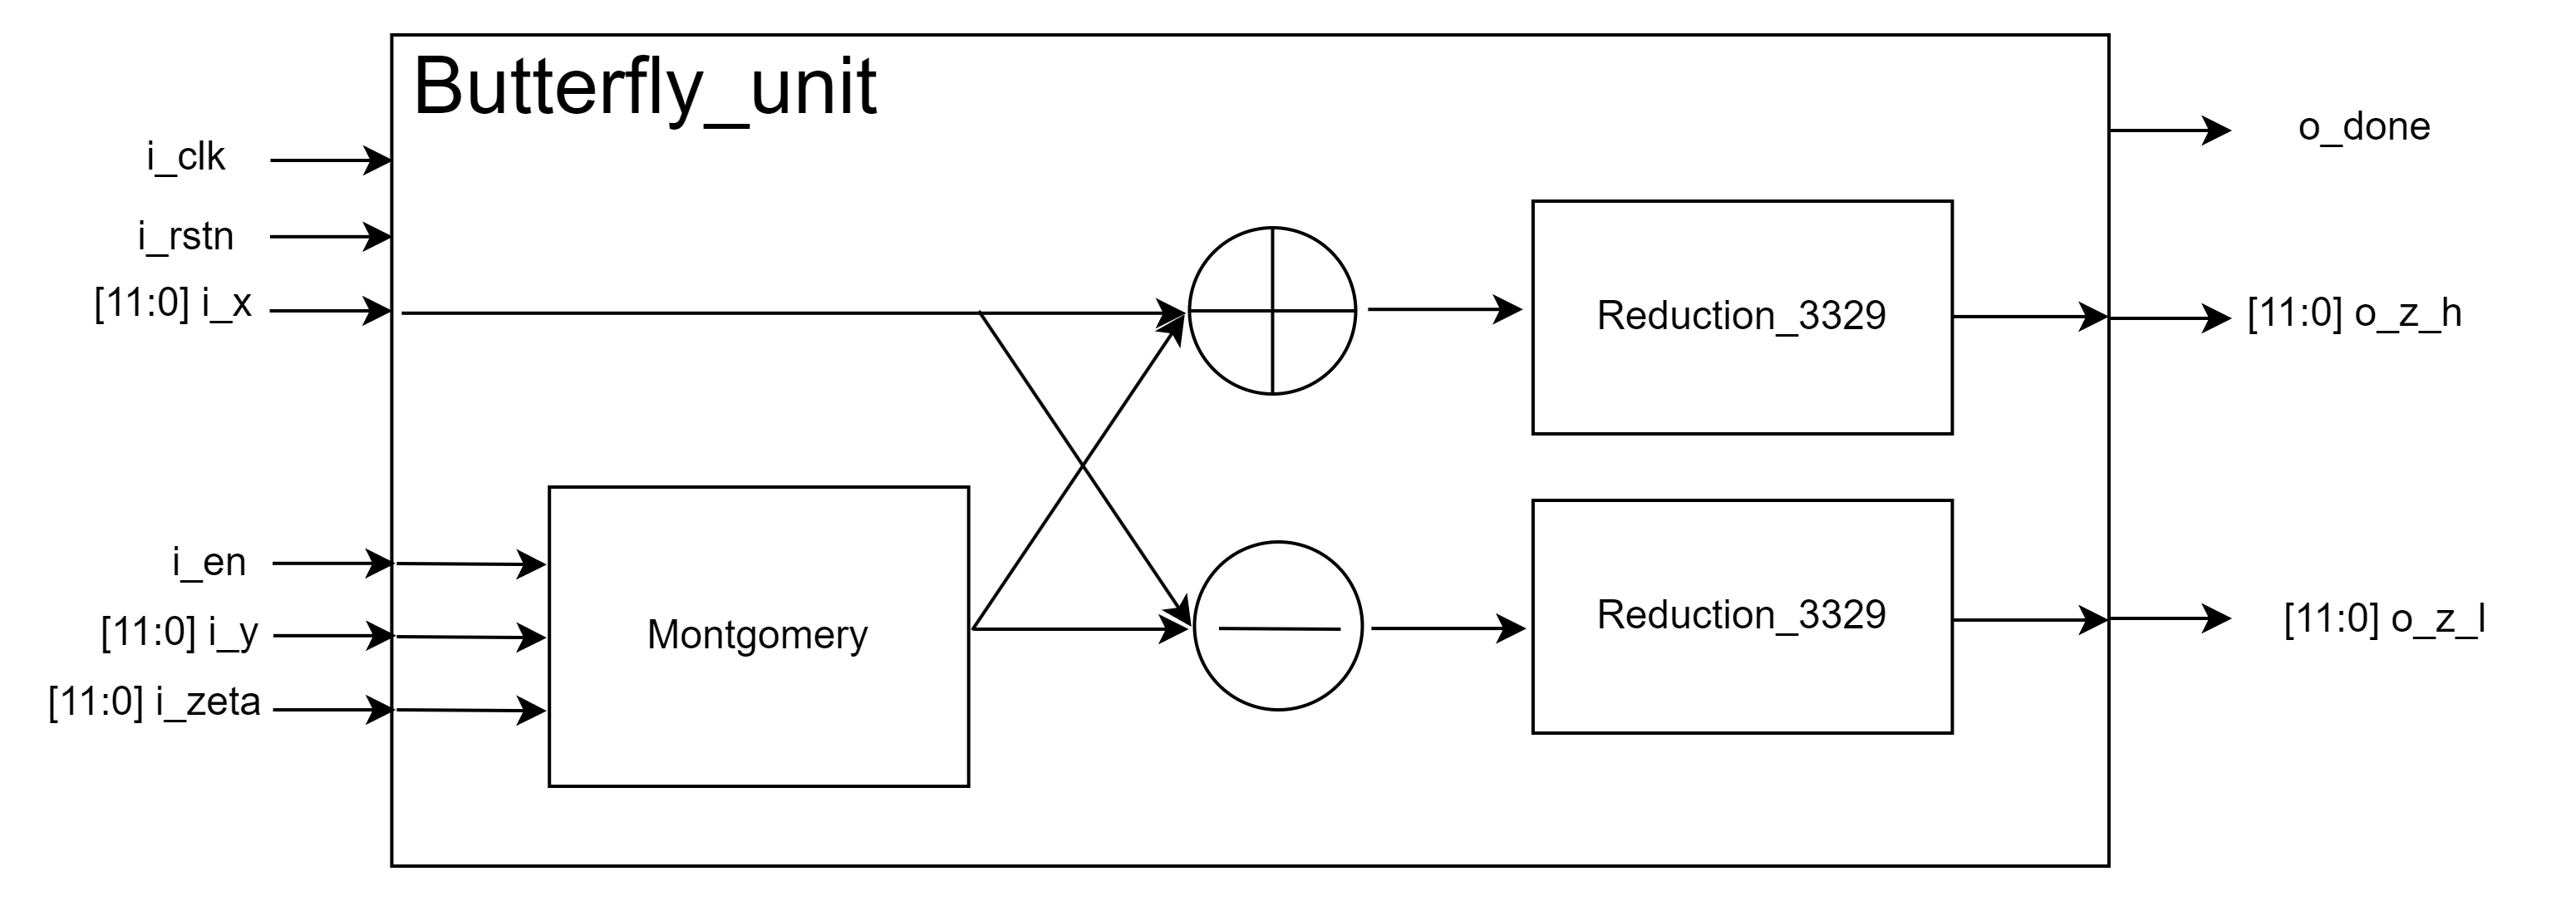 Butterfly_unit
i_clk
o_done
i_rstn
[11:0] i_x
Reduction_3329
[11:0] o_z_h
i_en
[11:0] i_y
Montgomery
Reduction_3329
[11:0] o_z_l
[11:0] i_zeta